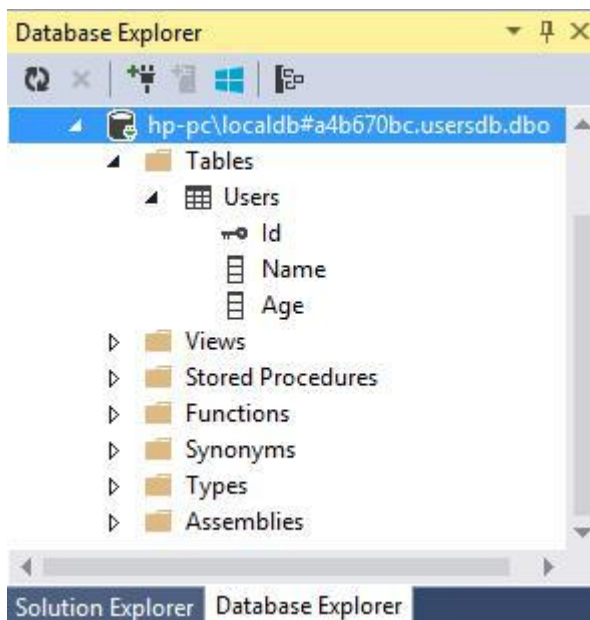 Database Explorer
hp-pc\localdb#a4b670bc.usersdb.dbo
Tables
Users
Id
Name
Age
Views
Stored Procedures
Functions
Synonyms
Types
Assemblies
Solution Explorer Database Explorer